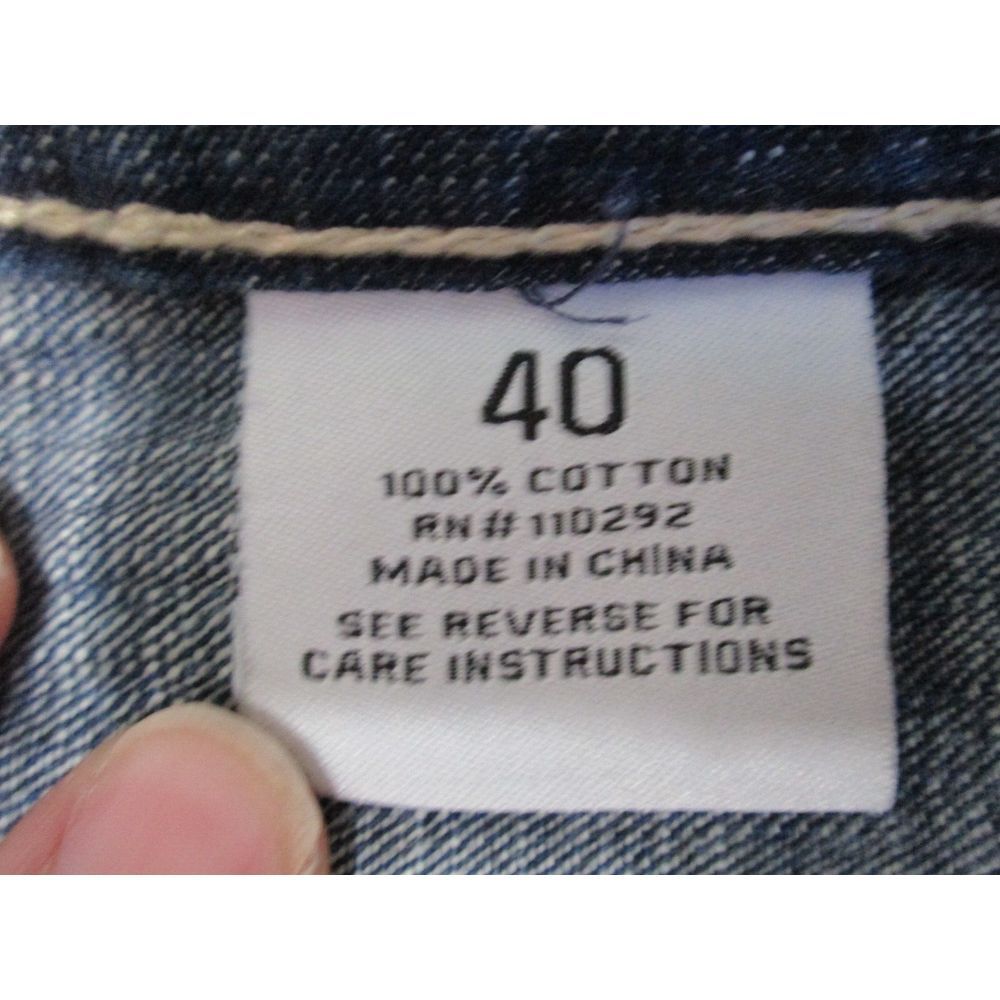 40
100% COTTON
RN# 110292
MADE IN CHINA
SEE REVERSE FOR
CARE INSTRUCTIONS